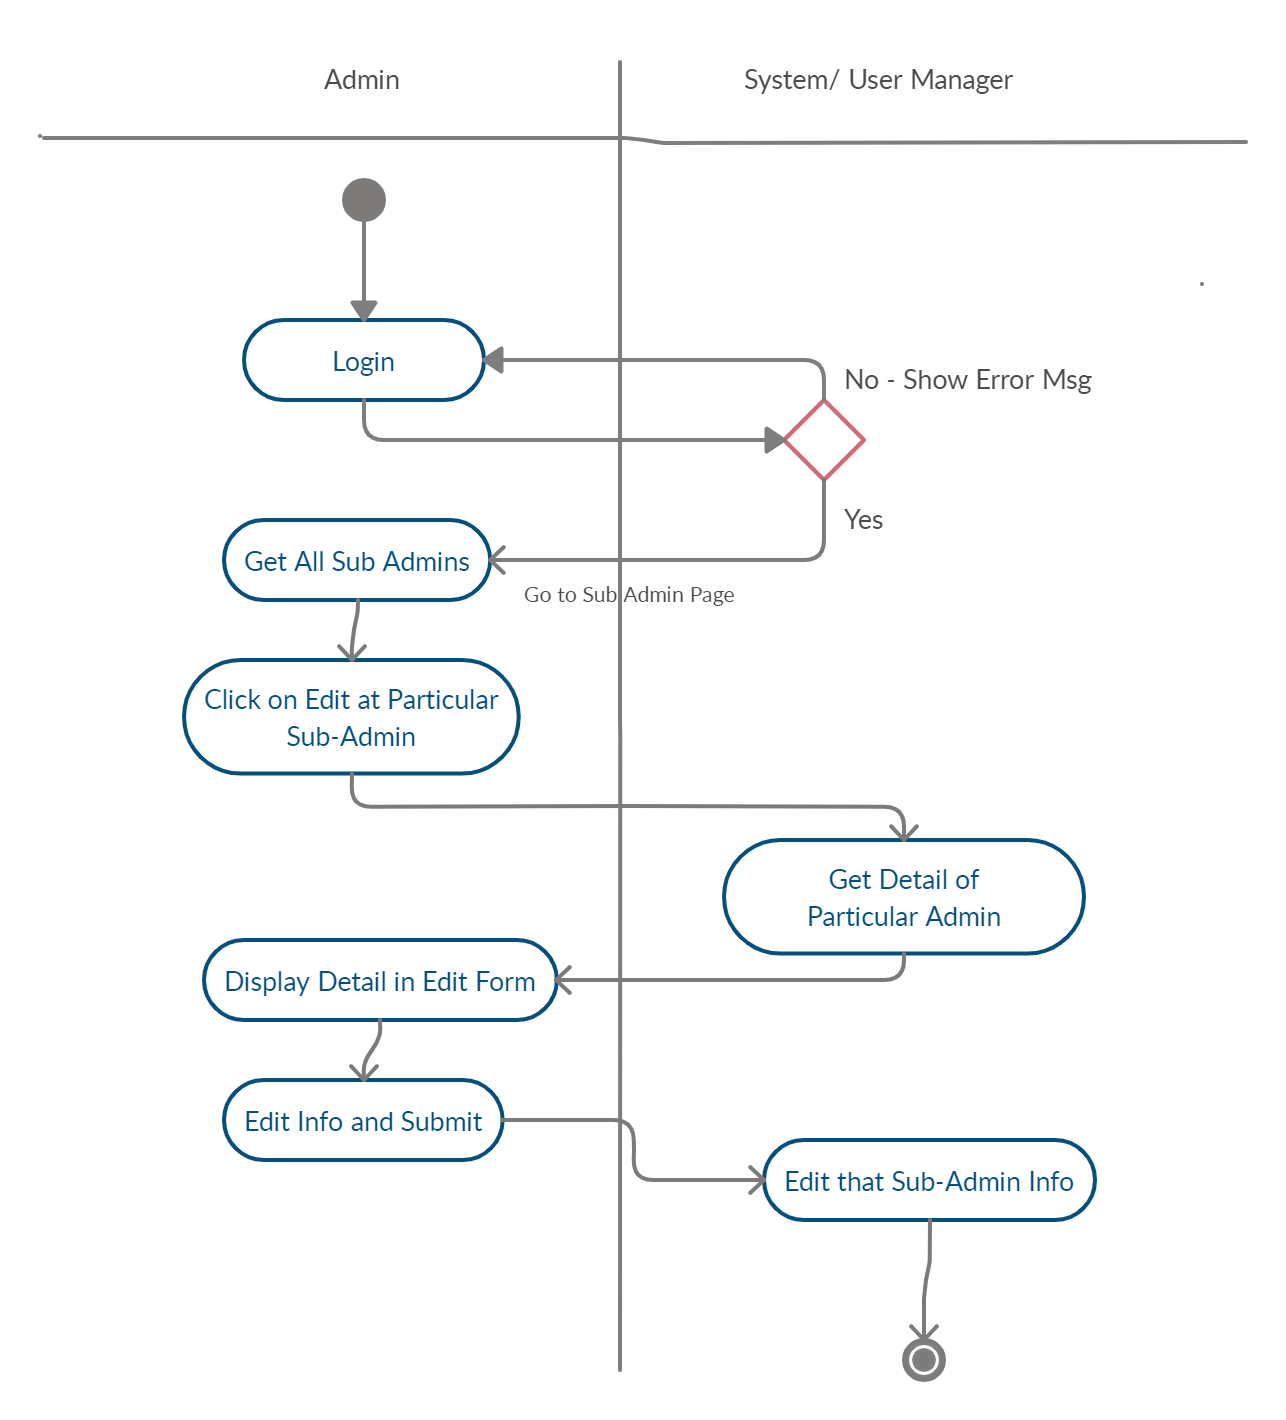 Admin
System/ User Manager
Login
No - Show Error Msg
Yes
Get All Sub Admins
Go to Sub Admin Page
Click on Edit at Particular
Sub-Admin
Get Detail of
Particular Admin
Display Detail in Edit Form
Edit Info and Submit
Edit that Sub-Admin Info